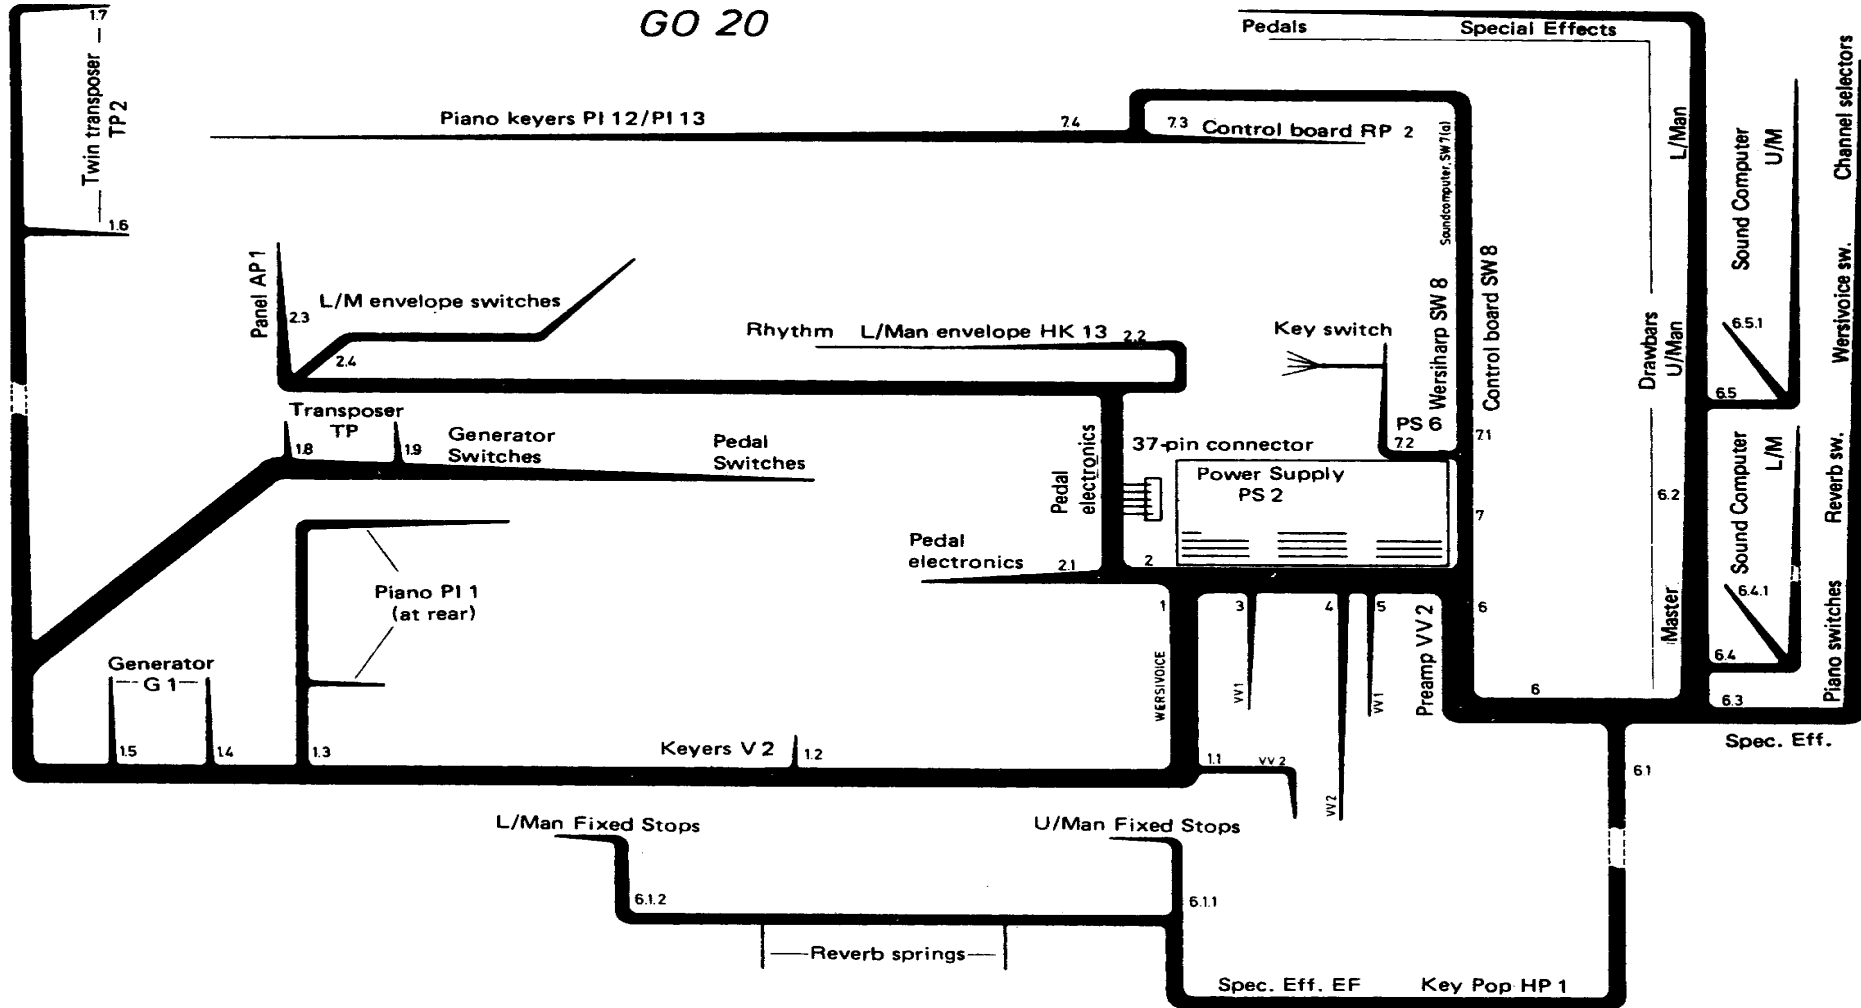 GO 20
1.7
Twin transposer
TP2
1.6
Pedals
Special Effects
Piano keyers PI 12/PI 13
7.4
7.3
Control board RP 2
Soundcomputer, SW 7(a)
Wersiharp SW 8
Control board SW 8
L/Man
Drawbars
U/Man
Master
Sound Computer
U/M
Channel selectors
Wersivoice sw.
Reverb sw.
Piano switches
Panel AP 1
2.3
L/M envelope switches
2.4
Rhythm
L/Man envelope HK 13
2.2
Key switch
6.5.1
6.5
PS 6
7.2
7.1
Transposer
TP
1.8
1.9
Generator
Switches
Pedal
Switches
Pedal
electronics
37-pin connector
Power Supply
PS 2
7
6.2
Sound Computer
L/M
6.4.1
6.4
6.3
Spec. Eff.
Pedal
electronics
2.1
2
Piano PI 1
(at rear)
1
3
4
5
6
WERSIVOICE
VV1
VV1
Preamp VV 2
6
Generator
G 1
1.5
1.4
1.3
Keyers V 2
1.2
1.1
VV 2
VV2
6.1
L/Man Fixed Stops
U/Man Fixed Stops
6.1.2
6.1.1
Reverb springs
Spec. Eff. EF
Key Pop HP 1